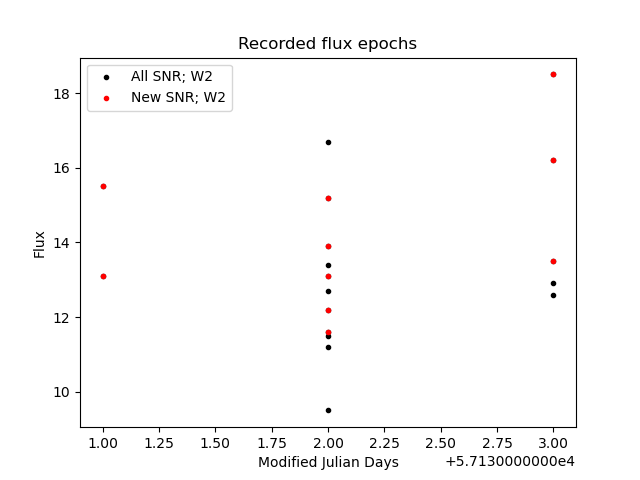 Recorded flux epochs
All SNR; W2
New SNR; W2
18
16
14
12
10
Flux
1.00 1.25 1.50 1.75 2.00 2.25 2.50 2.75 3.00
Modified Julian Days
+5.7130000000e4